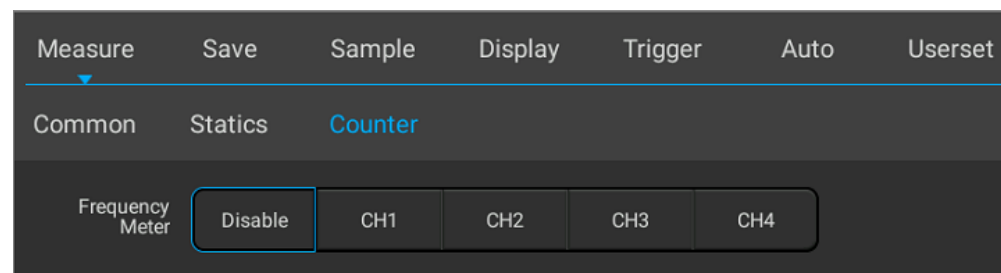 Measure Save Sample Display Trigger Auto Userset
Common Statics Counter
Frequency
Meter
Disable CH1 CH2 CH3 CH4